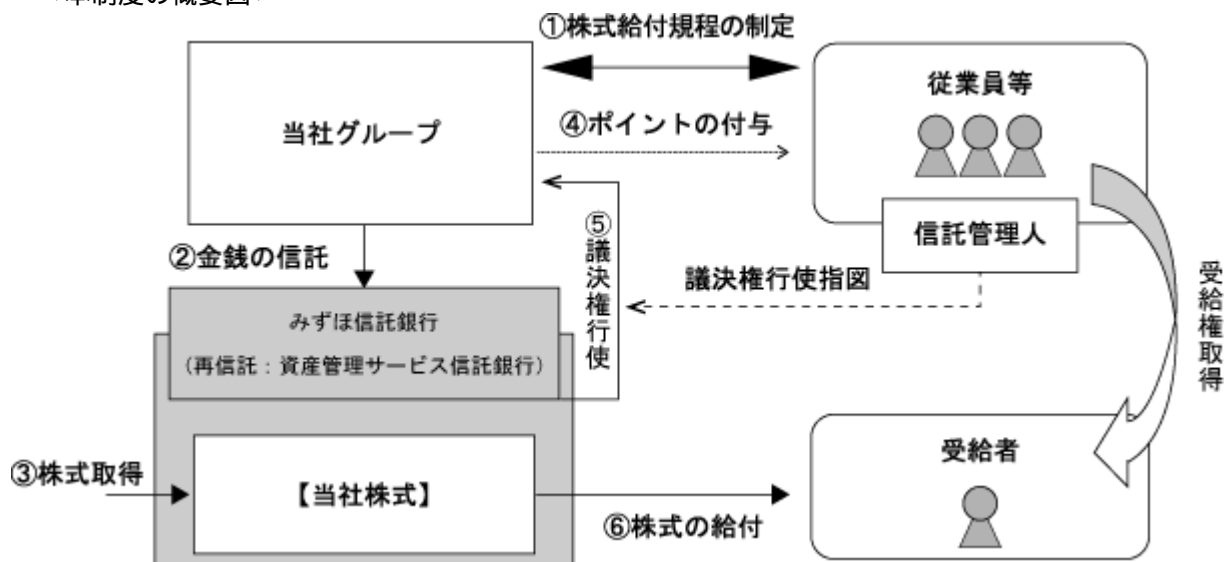 ①株式給付規程の制定
当社グループ
④ポイントの付与
従業員等
信託管理人
②金銭の信託
⑤議決権行使
議決権行使指図
受給権取得
みずほ信託銀行
(再信託：資産管理サービス信託銀行)
③株式取得
【当社株式】
⑥株式の給付
受給者